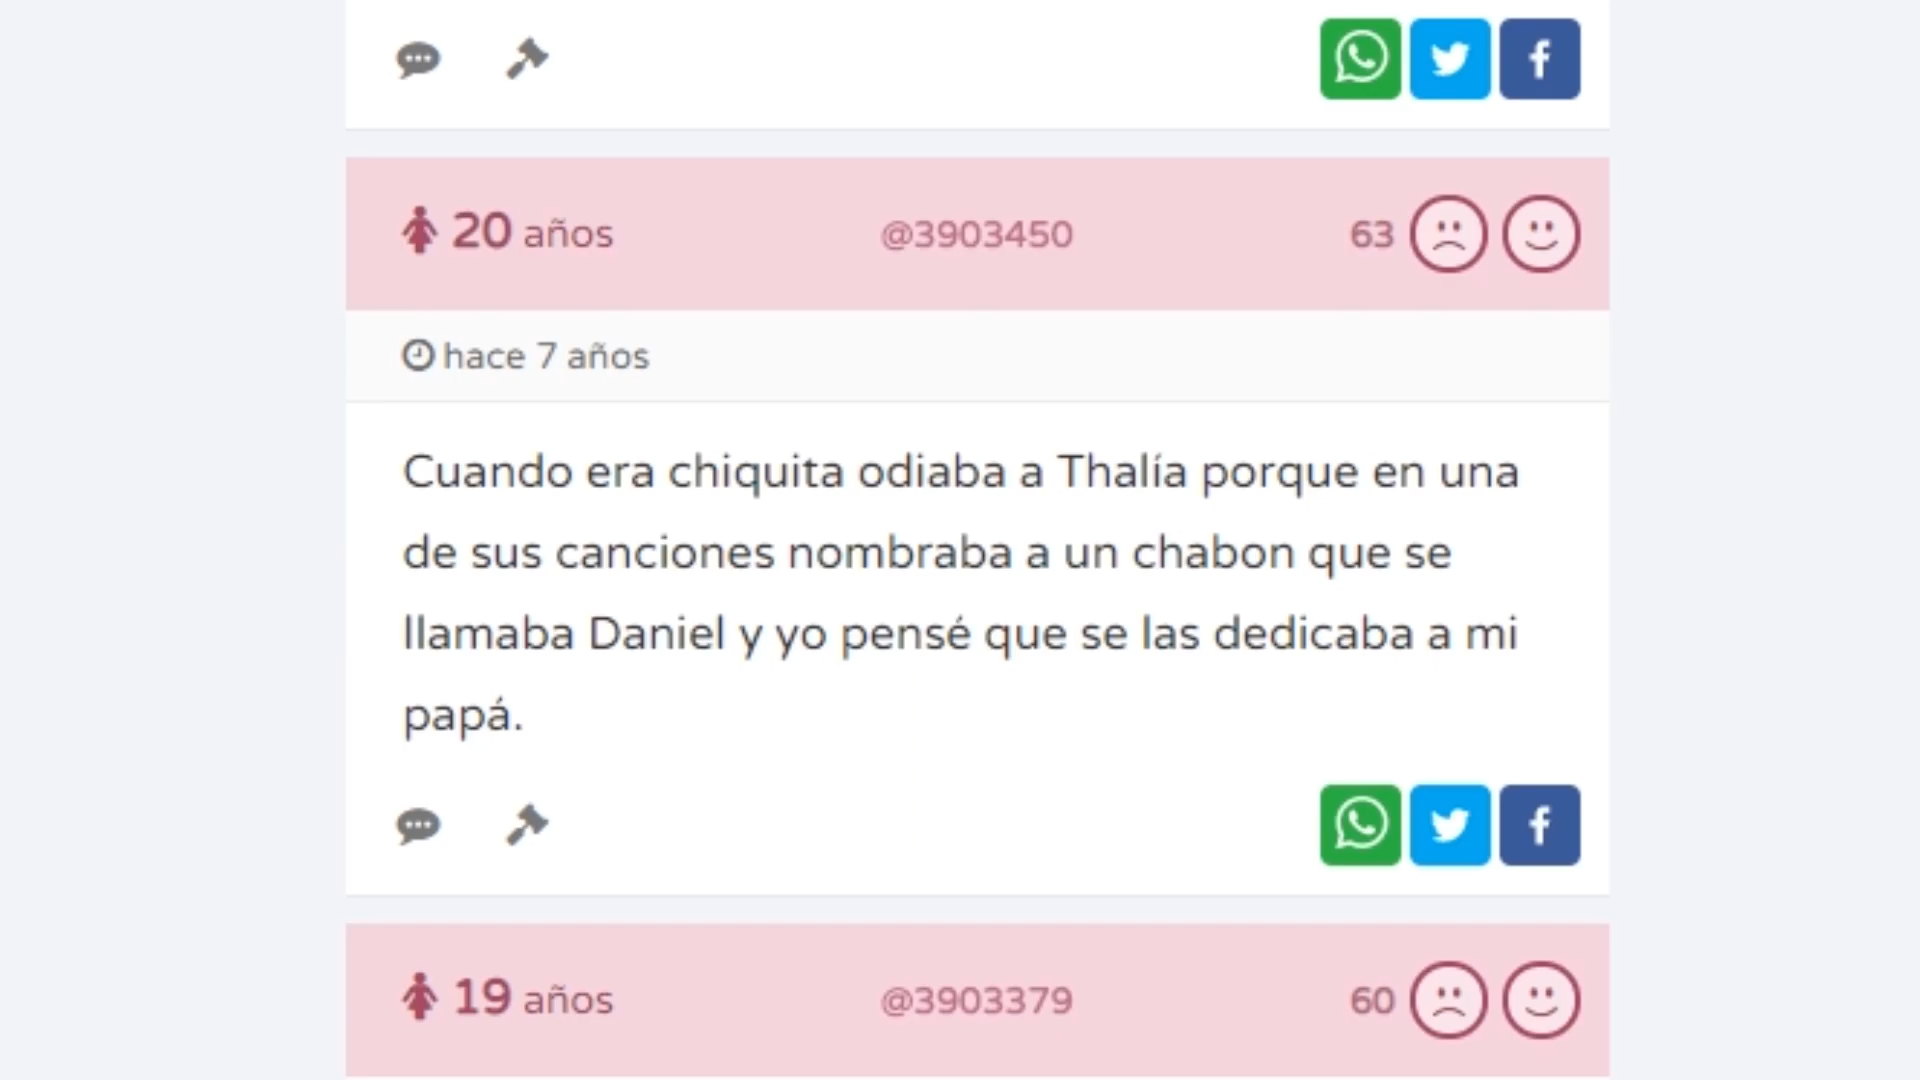 20 años @3903450 63
hace 7 años
Cuando era chiquita odiaba a Thalía porque en una
de sus canciones nombraba a un chabon que se
llamaba Daniel y yo pensé que se las dedicaba a mi
papá.
19 años @3903379 60